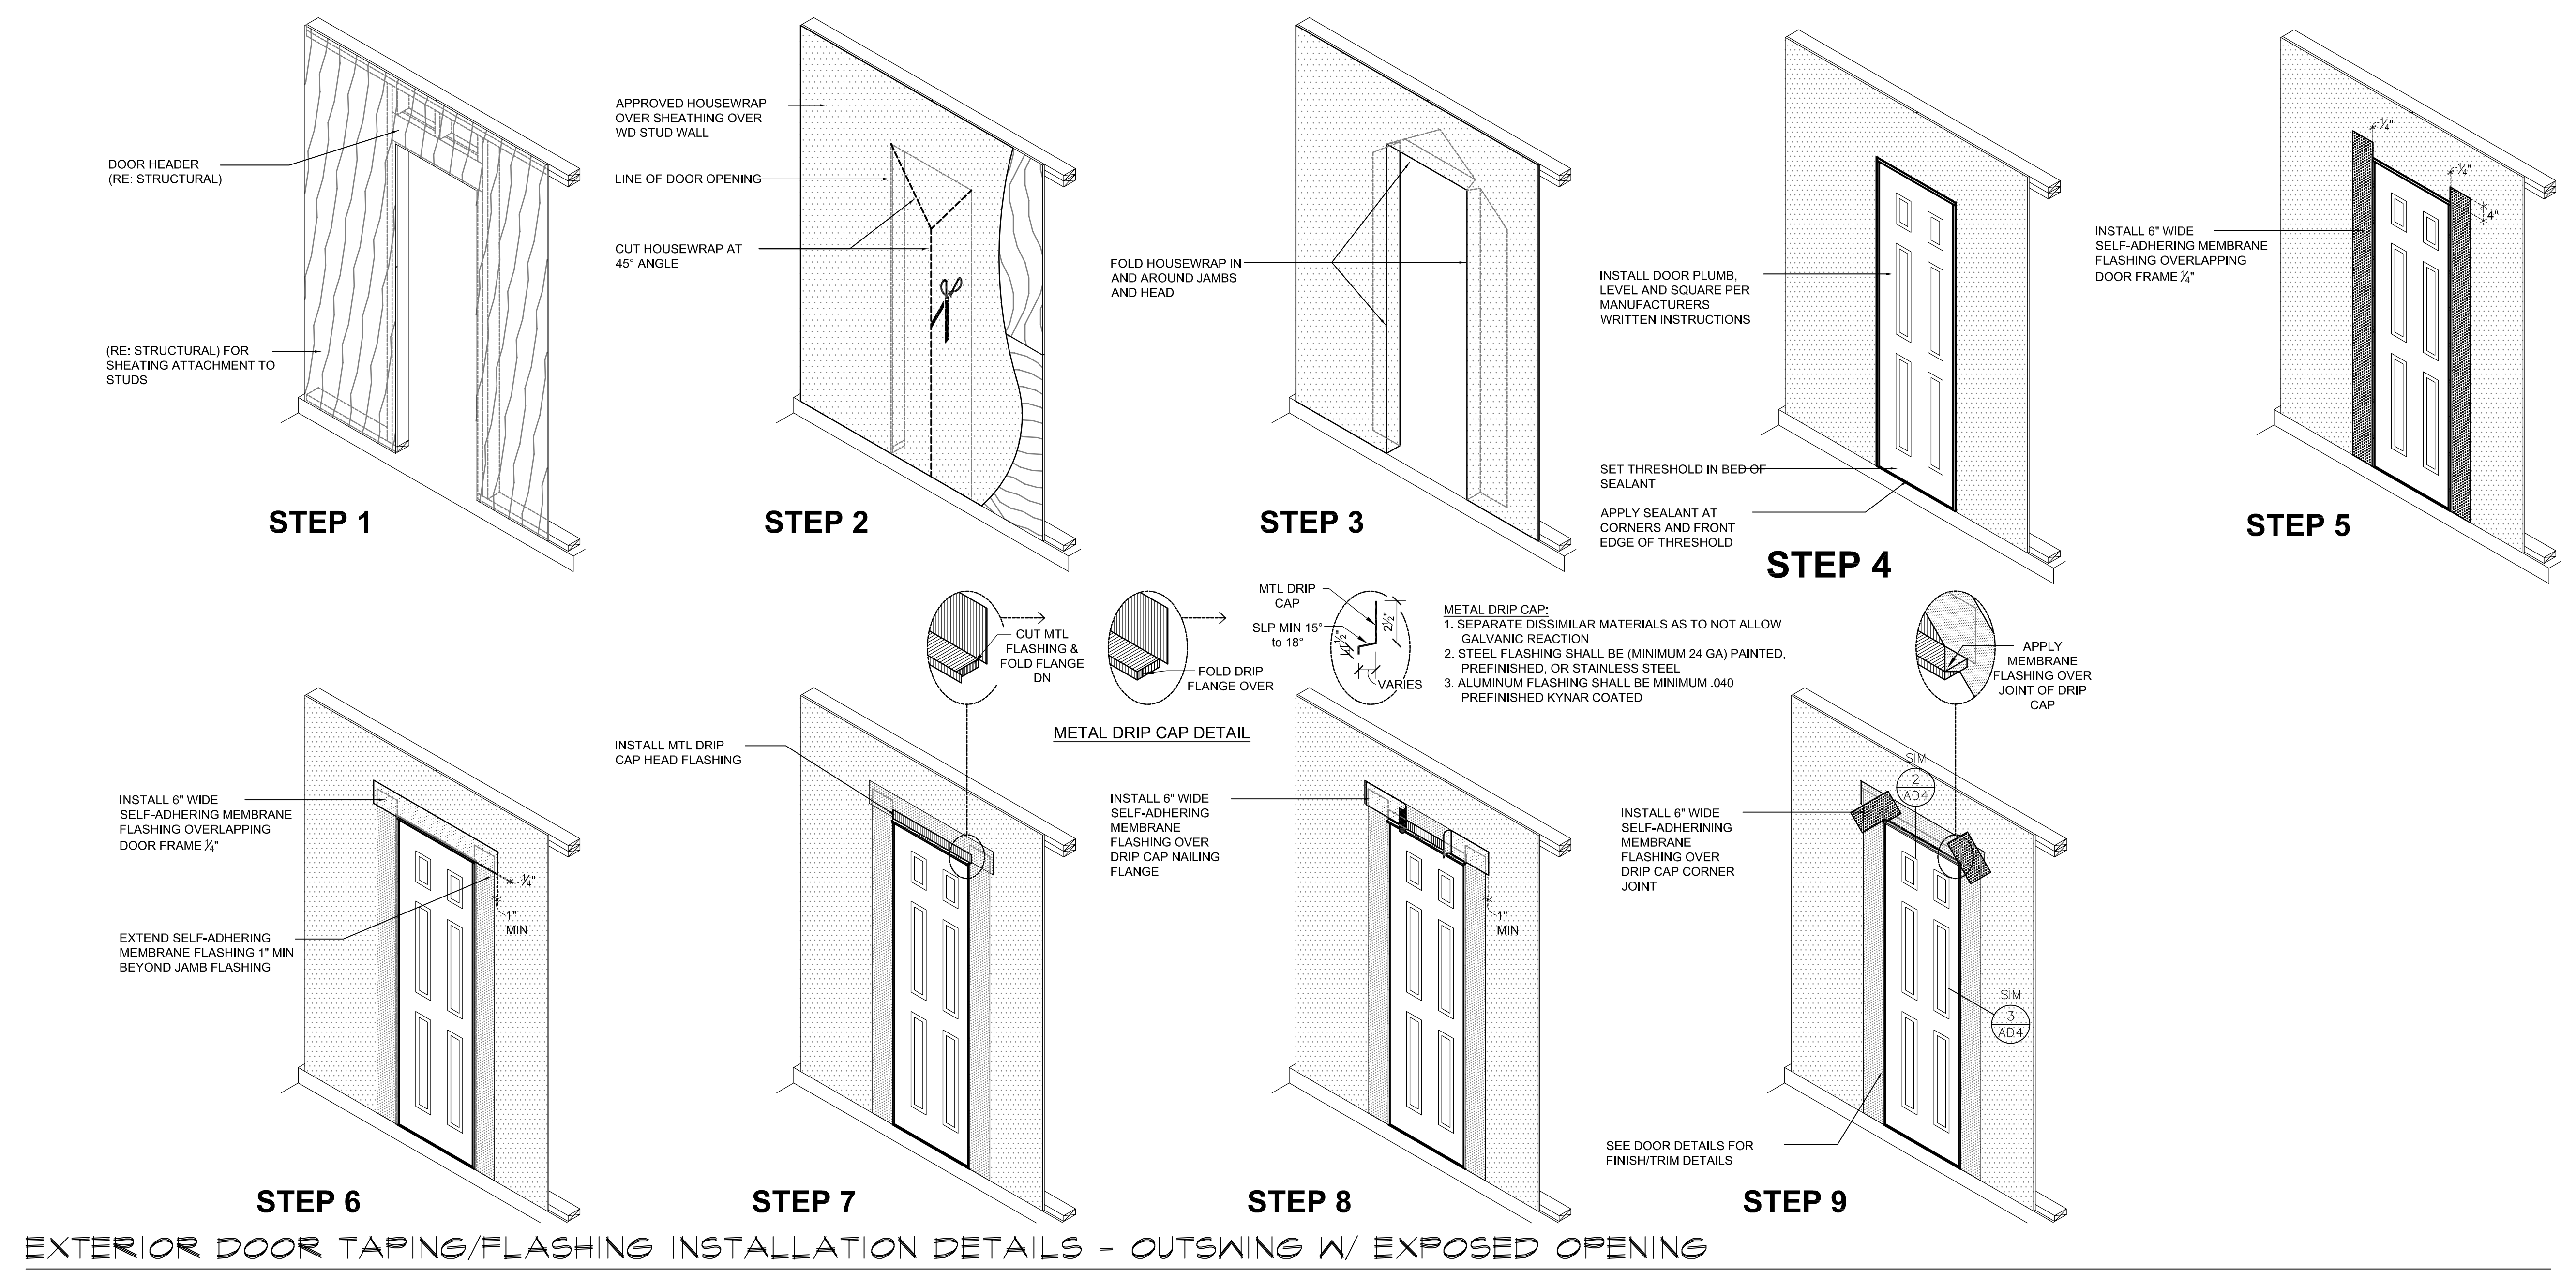 DOOR HEADER
(RE: STRUCTURAL)
(RE: STRUCTURAL) FOR
SHEATING ATTACHMENT TO
STUDS
STEP 1
APPROVED HOUSEWRAP
OVER SHEATHING OVER
WD STUD WALL
LINE OF DOOR OPENING
CUT HOUSEWRAP AT
45° ANGLE
STEP 2
FOLD HOUSEWRAP IN
AND AROUND JAMBS
AND HEAD
STEP 3
INSTALL DOOR PLUMB,
LEVEL AND SQUARE PER
MANUFACTURERS
WRITTEN INSTRUCTIONS
SET THRESHOLD IN BED OF
SEALANT
APPLY SEALANT AT
CORNERS AND FRONT
EDGE OF THRESHOLD
STEP 4
¼"
¼"
4"
INSTALL 6" WIDE
SELF-ADHERING MEMBRANE
FLASHING OVERLAPPING
DOOR FRAME ¼"
STEP 5
INSTALL 6" WIDE
SELF-ADHERING MEMBRANE
FLASHING OVERLAPPING
DOOR FRAME ¼"
¼"
1"
MIN
EXTEND SELF-ADHERING
MEMBRANE FLASHING 1" MIN
BEYOND JAMB FLASHING
STEP 6
CUT MTL
FLASHING &
FOLD FLANGE
DN
FOLD DRIP
FLANGE OVER
MTL DRIP
CAP
SLP MIN 15°
to 18°
½"
2½"
VARIES
METAL DRIP CAP DETAIL
METAL DRIP CAP:
1. SEPARATE DISSIMILAR MATERIALS AS TO NOT ALLOW
GALVANIC REACTION
2. STEEL FLASHING SHALL BE (MINIMUM 24 GA) PAINTED,
PREFINISHED, OR STAINLESS STEEL
3. ALUMINUM FLASHING SHALL BE MINIMUM .040
PREFINISHED KYNAR COATED
INSTALL MTL DRIP
CAP HEAD FLASHING
STEP 7
INSTALL 6" WIDE
SELF-ADHERING
MEMBRANE
FLASHING OVER
DRIP CAP NAILING
FLANGE
1"
MIN
STEP 8
APPLY
MEMBRANE
FLASHING OVER
JOINT OF DRIP
CAP
SIM
2
AD4
INSTALL 6" WIDE
SELF-ADHERINING
MEMBRANE
FLASHING OVER
DRIP CAP CORNER
JOINT
SIM
3
AD4
SEE DOOR DETAILS FOR
FINISH/TRIM DETAILS
STEP 9
EXTERIOR DOOR TAPING/FLASHING INSTALLATION DETAILS - OUTSWING W/ EXPOSED OPENING